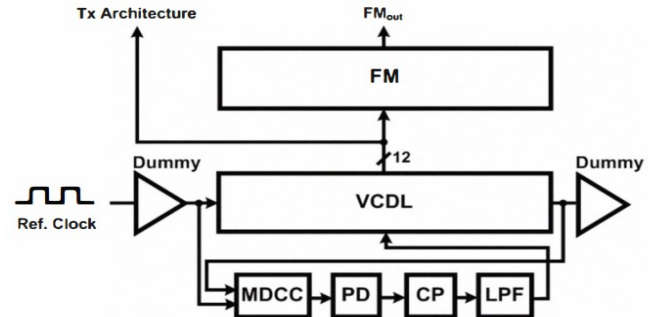 Tx Architecture
FMout
FM
12
Dummy
Dummy
VCDL
Ref. Clock
MDCC
PD
CP
LPF